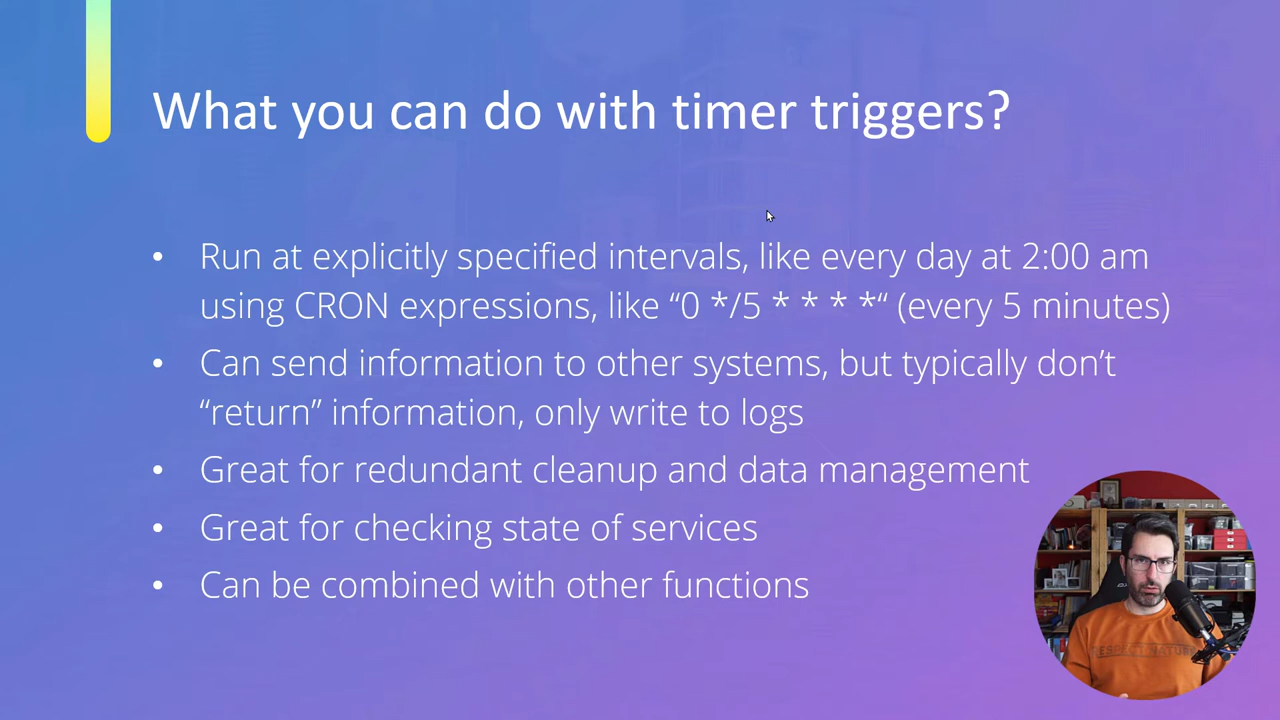 What you can do with timer triggers?
• Run at explicitly specified intervals, like every day at 2:00 am
using CRON expressions, like “0 */5 * * * *“ (every 5 minutes)
• Can send information to other systems, but typically don’t
“return” information, only write to logs
• Great for redundant cleanup and data management
• Great for checking state of services
• Can be combined with other functions
RESPECT NATURE